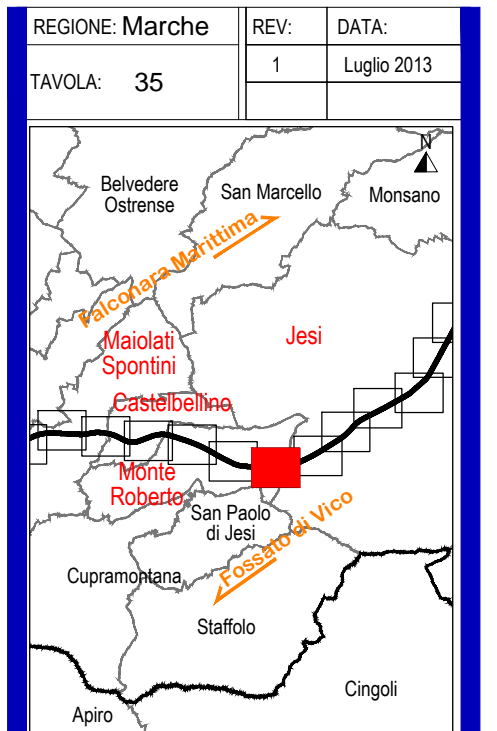 REGIONE: Marche
REV:
DATA:
TAVOLA: 35
1
Luglio 2013
N
Belvedere
Ostrense
San Marcello
Monsano
Falconara Marittima
Maiolati
Spontini
Jesi
Castelbellino
Monte
Roberto
San Paolo
di Jesi
Fossato di Vico
Cupramontana
Staffolo
Cingoli
Apiro